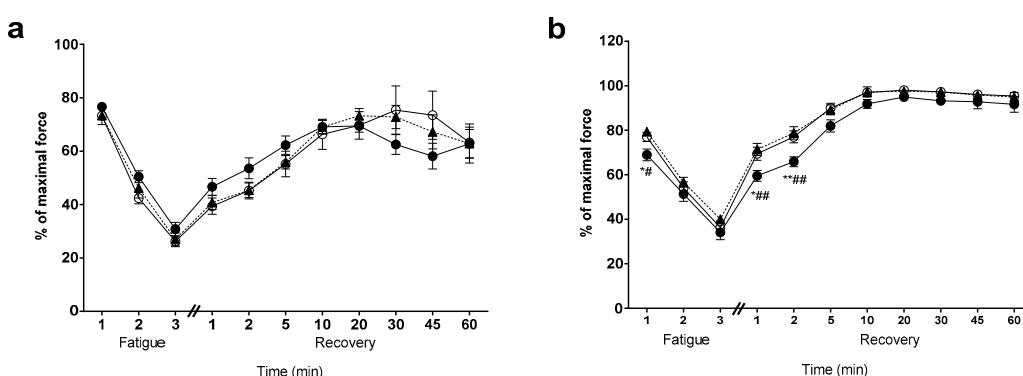 a
% of maximal force
100
80
60
40
20
0
1 2 3 1 2 5 10 20 30 45 60
Fatigue Recovery
Time (min)
b
% of maximal force
120
100
80
60
40
20
0
*#
*##
**##
1 2 3 1 2 5 10 20 30 45 60
Fatigue Recovery
Time (min)